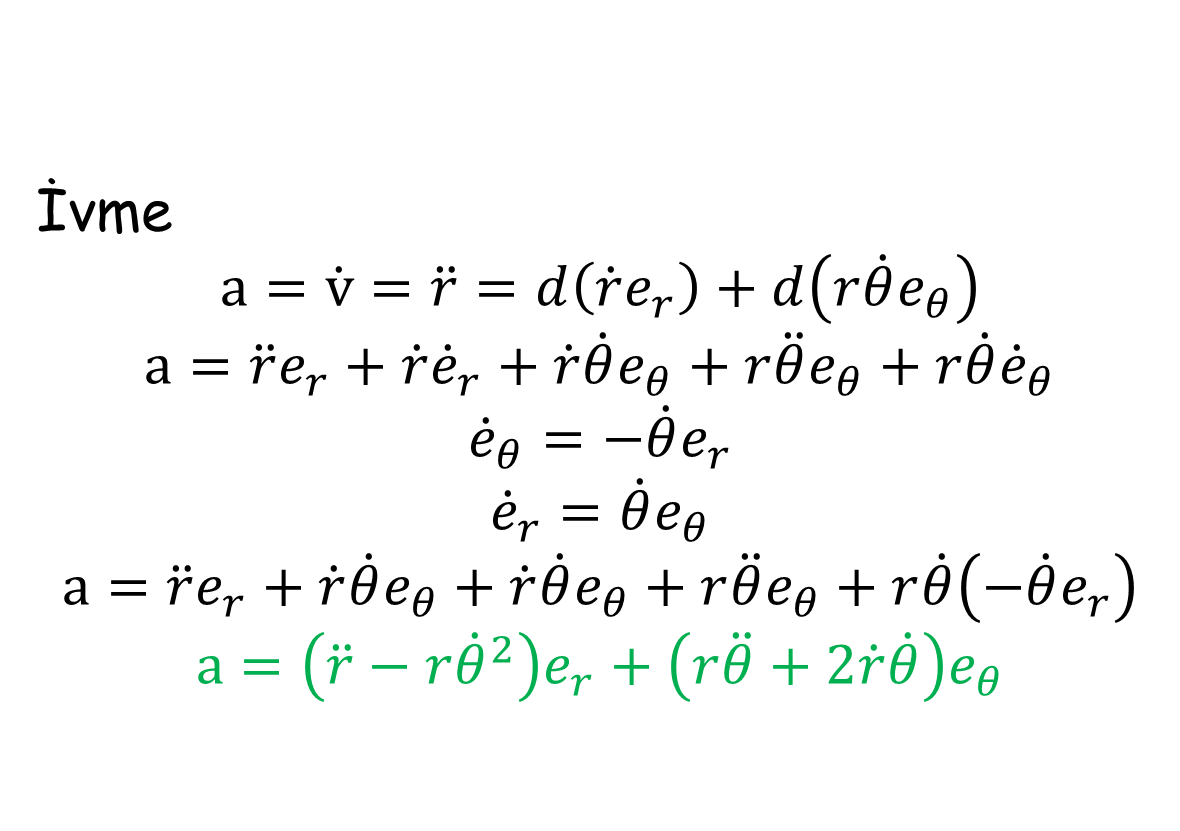 İvme
a = v̇ = r̈ = d(ṙe_r) + d(rθ̇e_θ)
a = r̈e_r + ṙė_r + ṙθ̇e_θ + rθ̈e_θ + rθ̇ė_θ
ė_θ = −θ̇e_r
ė_r = θ̇e_θ
a = r̈e_r + ṙθ̇e_θ + ṙθ̇e_θ + rθ̈e_θ + rθ̇(−θ̇e_r)
a = (r̈ − rθ̇²)e_r + (rθ̈ + 2ṙθ̇)e_θ